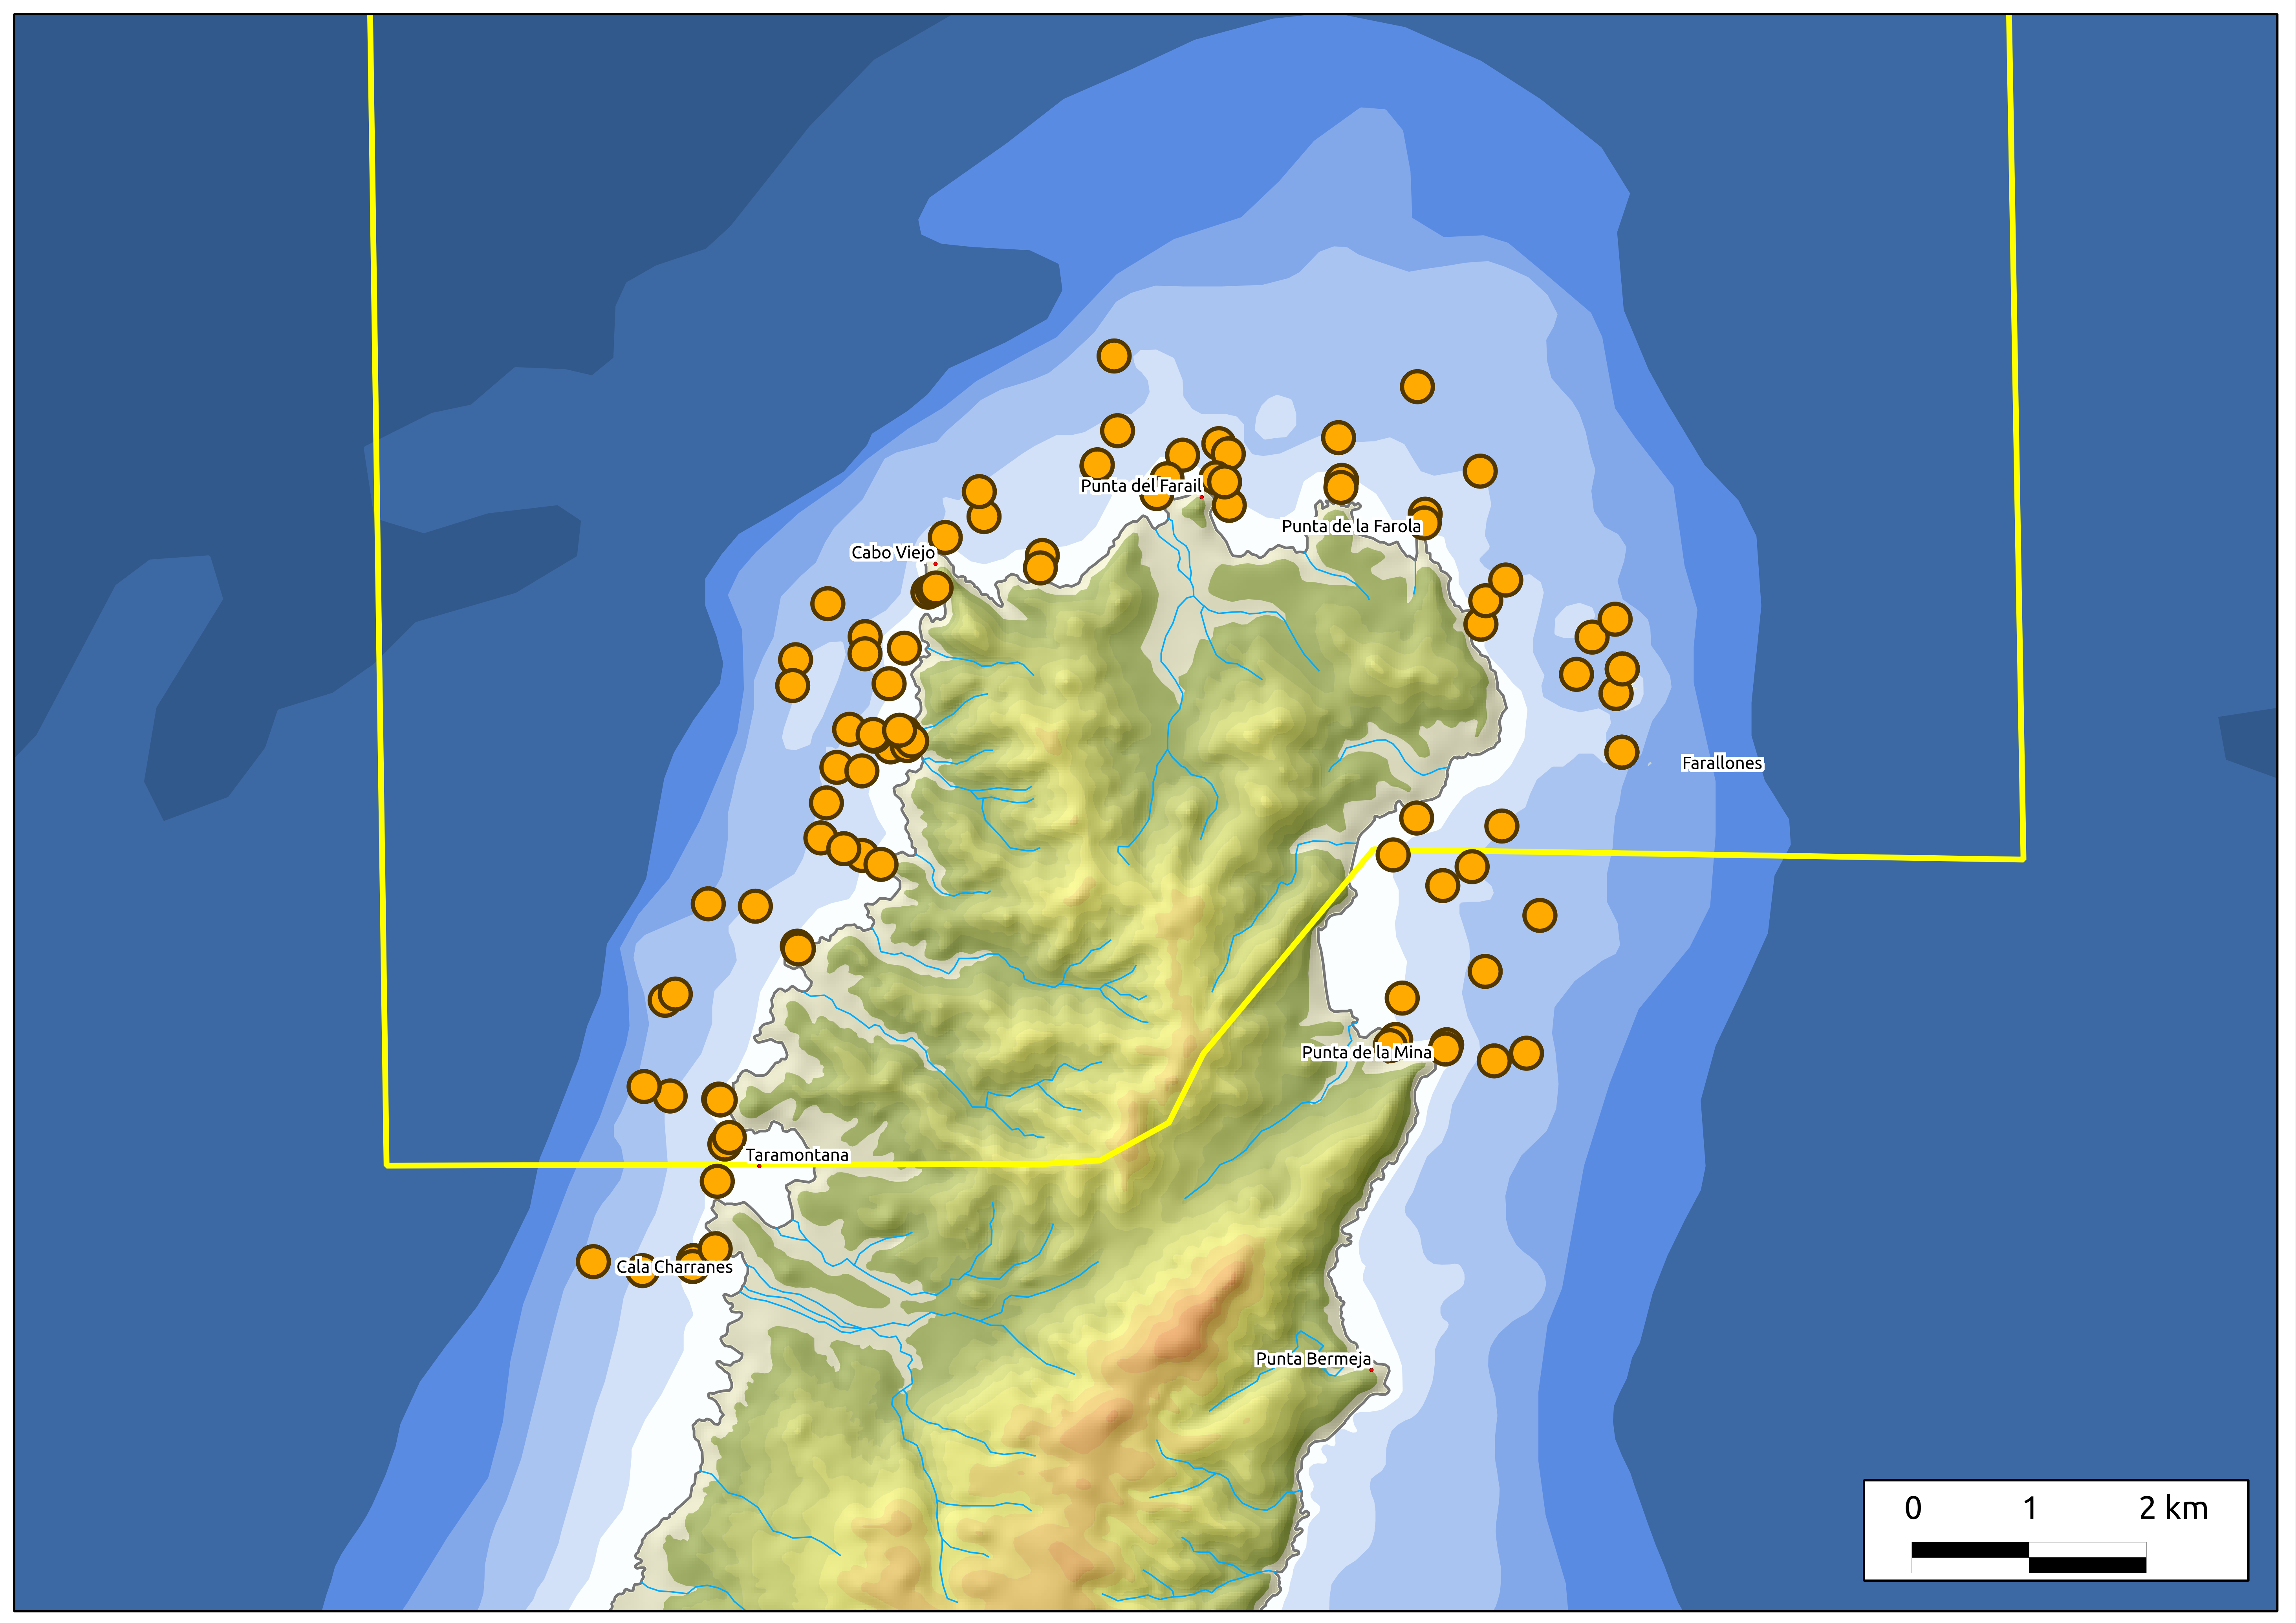 Punta del Farail
Punta de la Farola
Cabo Viejo
Farallones
Punta de la Mina
Taramontana
Cala Charranes
Punta Bermeja
0 1 2 km